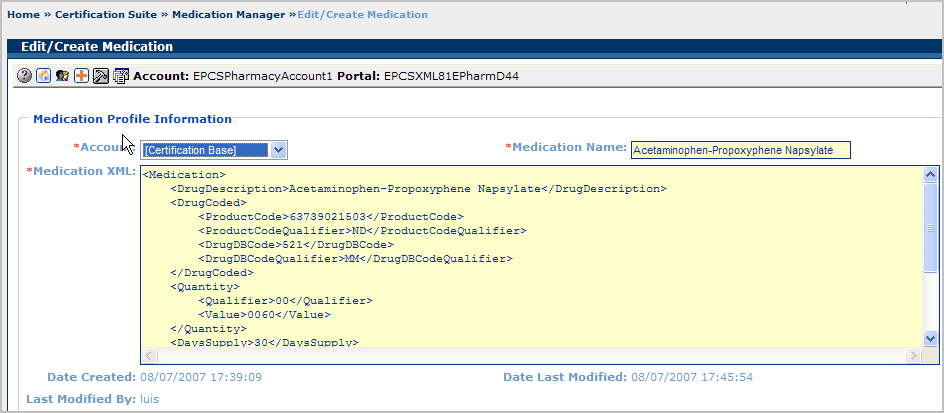 Home » Certification Suite » Medication Manager »Edit/Create Medication
Edit/Create Medication
Account: EPCSPharmacyAccount1 Portal: EPCSXML81EPharmD44
Medication Profile Information
*Account: [Certification Base] *Medication Name: Acetaminophen-Propoxyphene Napsylate
*Medication XML: <Medication>
<DrugDescription>Acetaminophen-Propoxyphene Napsylate</DrugDescription>
<DrugCoded>
<ProductCode>63739021503</ProductCode>
<ProductCodeQualifier>ND</ProductCodeQualifier>
<DrugDBCode>521</DrugDBCode>
<DrugDBCodeQualifier>MM</DrugDBCodeQualifier>
</DrugCoded>
<Quantity>
<Qualifier>00</Qualifier>
<Value>0060</Value>
</Quantity>
<DaysSupply>30</DaysSupply>
Date Created: 08/07/2007 17:39:09 Date Last Modified: 08/07/2007 17:45:54
Last Modified By: luis